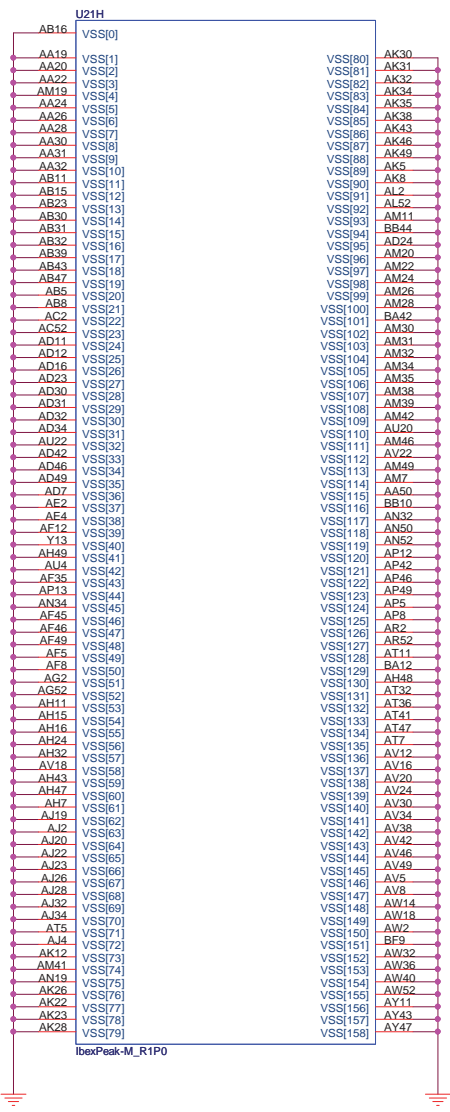 U21H
AB16 VSS[0]
AA19 VSS[1] VSS[80] AK30
AA20 VSS[2] VSS[81] AK31
AA22 VSS[3] VSS[82] AK32
AM19 VSS[4] VSS[83] AK34
AA24 VSS[5] VSS[84] AK35
AA26 VSS[6] VSS[85] AK38
AA28 VSS[7] VSS[86] AK43
AA30 VSS[8] VSS[87] AK46
AA31 VSS[9] VSS[88] AK49
AA32 VSS[10] VSS[89] AK5
AB11 VSS[11] VSS[90] AK8
AB15 VSS[12] VSS[91] AL2
AB23 VSS[13] VSS[92] AL52
AB30 VSS[14] VSS[93] AM11
AB31 VSS[15] VSS[94] BB44
AB32 VSS[16] VSS[95] AD24
AB39 VSS[17] VSS[96] AM20
AB43 VSS[18] VSS[97] AM22
AB47 VSS[19] VSS[98] AM24
AB5 VSS[20] VSS[99] AM26
AB8 VSS[21] VSS[100] AM28
AC2 VSS[22] VSS[101] BA42
AC52 VSS[23] VSS[102] AM30
AD11 VSS[24] VSS[103] AM31
AD12 VSS[25] VSS[104] AM32
AD16 VSS[26] VSS[105] AM34
AD23 VSS[27] VSS[106] AM35
AD30 VSS[28] VSS[107] AM38
AD31 VSS[29] VSS[108] AM39
AD32 VSS[30] VSS[109] AM42
AD34 VSS[31] VSS[110] AU20
AU22 VSS[32] VSS[111] AM46
AD42 VSS[33] VSS[112] AV22
AD46 VSS[34] VSS[113] AM49
AD49 VSS[35] VSS[114] AM7
AD7 VSS[36] VSS[115] AA50
AE2 VSS[37] VSS[116] BB10
AE4 VSS[38] VSS[117] AN32
AF12 VSS[39] VSS[118] AN50
Y13 VSS[40] VSS[119] AN52
AH49 VSS[41] VSS[120] AP12
AU4 VSS[42] VSS[121] AP42
AF35 VSS[43] VSS[122] AP46
AP13 VSS[44] VSS[123] AP49
AN34 VSS[45] VSS[124] AP5
AF45 VSS[46] VSS[125] AP8
AF46 VSS[47] VSS[126] AR2
AF49 VSS[48] VSS[127] AR52
AF5 VSS[49] VSS[128] AT11
AF8 VSS[50] VSS[129] BA12
AG2 VSS[51] VSS[130] AH48
AG52 VSS[52] VSS[131] AT32
AH11 VSS[53] VSS[132] AT36
AH15 VSS[54] VSS[133] AT41
AH16 VSS[55] VSS[134] AT47
AH24 VSS[56] VSS[135] AT7
AH32 VSS[57] VSS[136] AV12
AV18 VSS[58] VSS[137] AV16
AH43 VSS[59] VSS[138] AV20
AH47 VSS[60] VSS[139] AV24
AH7 VSS[61] VSS[140] AV30
AJ19 VSS[62] VSS[141] AV34
AJ2 VSS[63] VSS[142] AV38
AJ20 VSS[64] VSS[143] AV42
AJ22 VSS[65] VSS[144] AV46
AJ23 VSS[66] VSS[145] AV49
AJ26 VSS[67] VSS[146] AV5
AJ28 VSS[68] VSS[147] AV8
AJ32 VSS[69] VSS[148] AW14
AJ34 VSS[70] VSS[149] AW18
AT5 VSS[71] VSS[150] AW2
AJ4 VSS[72] VSS[151] BF9
AK12 VSS[73] VSS[152] AW32
AM41 VSS[74] VSS[153] AW36
AN19 VSS[75] VSS[154] AW40
AK26 VSS[76] VSS[155] AW52
AK22 VSS[77] VSS[156] AY11
AK23 VSS[78] VSS[157] AY43
AK28 VSS[79] VSS[158] AY47
IbexPeak-M_R1P0